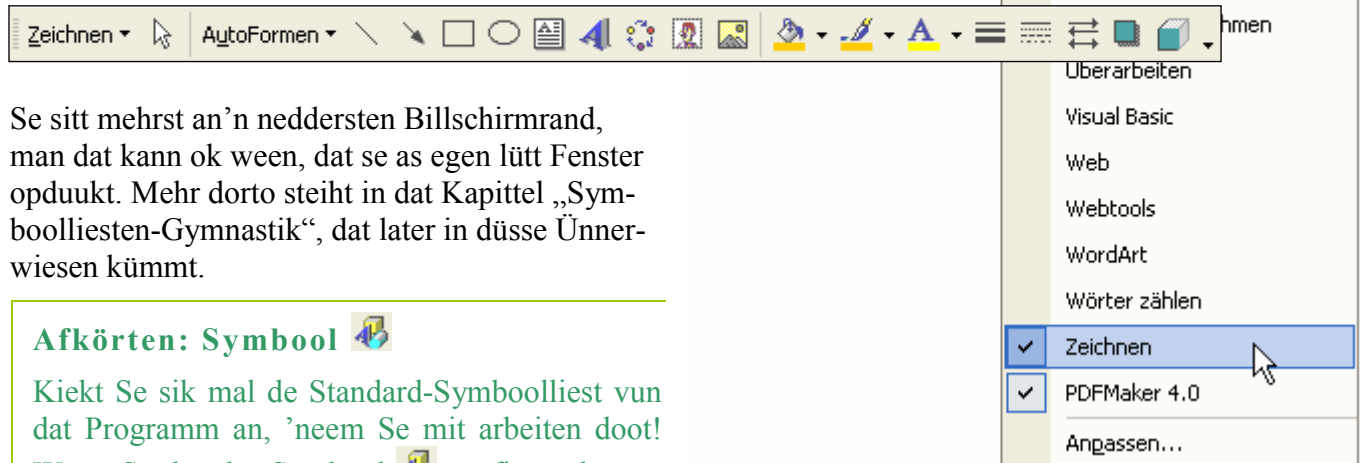 Zeichnen AutoFormen
Se sitt mehrst an’n neddersten Billschirmrand,
man dat kann ok ween, dat se as egen lütt Fenster
opduukt. Mehr dorto steiht in dat Kapittel „Sym-
boolliesten-Gymnastik“, dat later in düsse Ünner-
wiesen kümmt.
Afkörten: Symbool
Kiekt Se sik mal de Standard-Symboolliest vun
dat Programm an, ’neem Se mit arbeiten doot!
Überarbeiten
Visual Basic
Web
Webtools
WordArt
Wörter zählen
Zeichnen
PDFMaker 4.0
Anpassen...